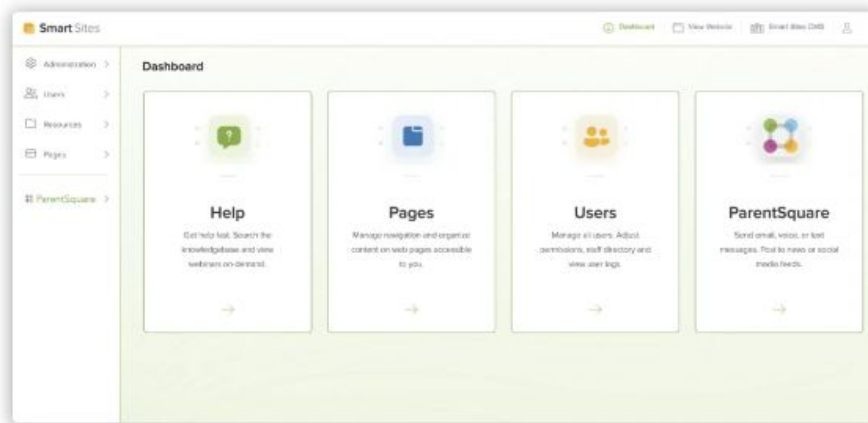 Smart Sites
Dashboard
View Website
Smart Sites CMS
Administration
Users
Resources
Pages
ParentSquare
Dashboard
Help
Get help fast. Search the
knowledgebase and view
webinars on-demand.
Pages
Manage navigation and organize
content on web pages accessible
to you.
Users
Manage all users. Adjust
permissions, staff directory and
view user logs.
ParentSquare
Send email, voice, or text
messages. Post to news or social
media feeds.